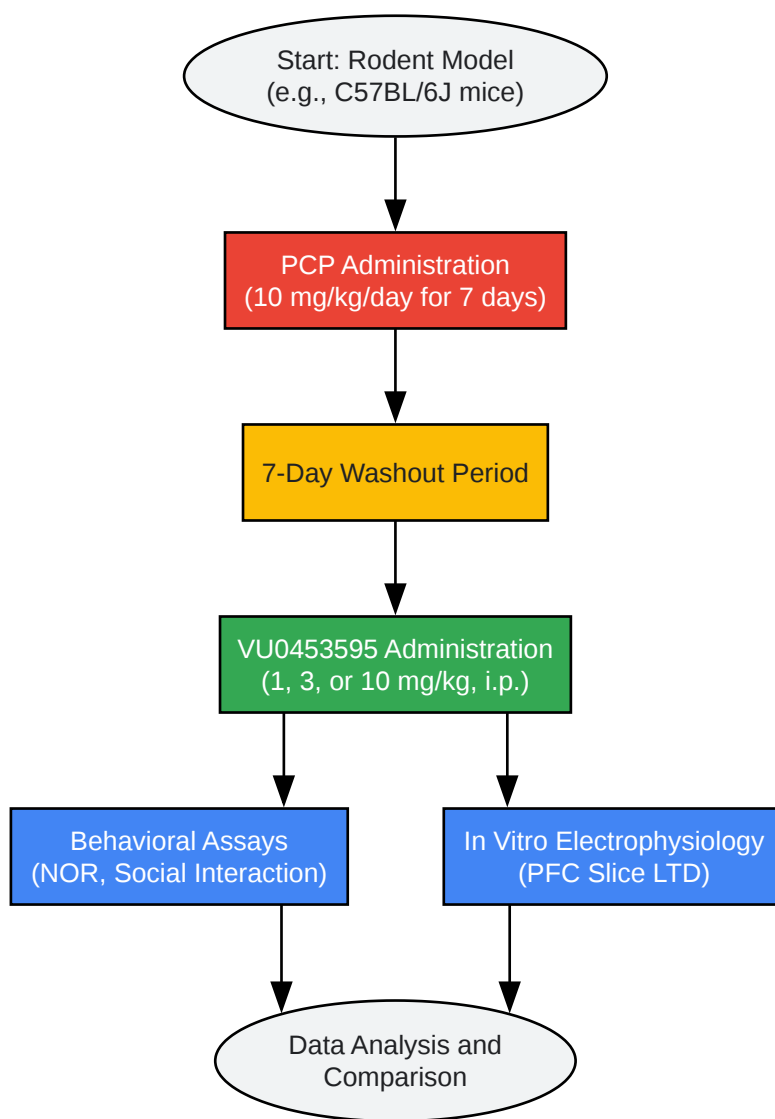 Start: Rodent Model
(e.g., C57BL/6J mice)
PCP Administration
(10 mg/kg/day for 7 days)
7-Day Washout Period
VU0453595 Administration
(1, 3, or 10 mg/kg, i.p.)
Behavioral Assays
(NOR, Social Interaction)
In Vitro Electrophysiology
(PFC Slice LTD)
Data Analysis and
Comparison